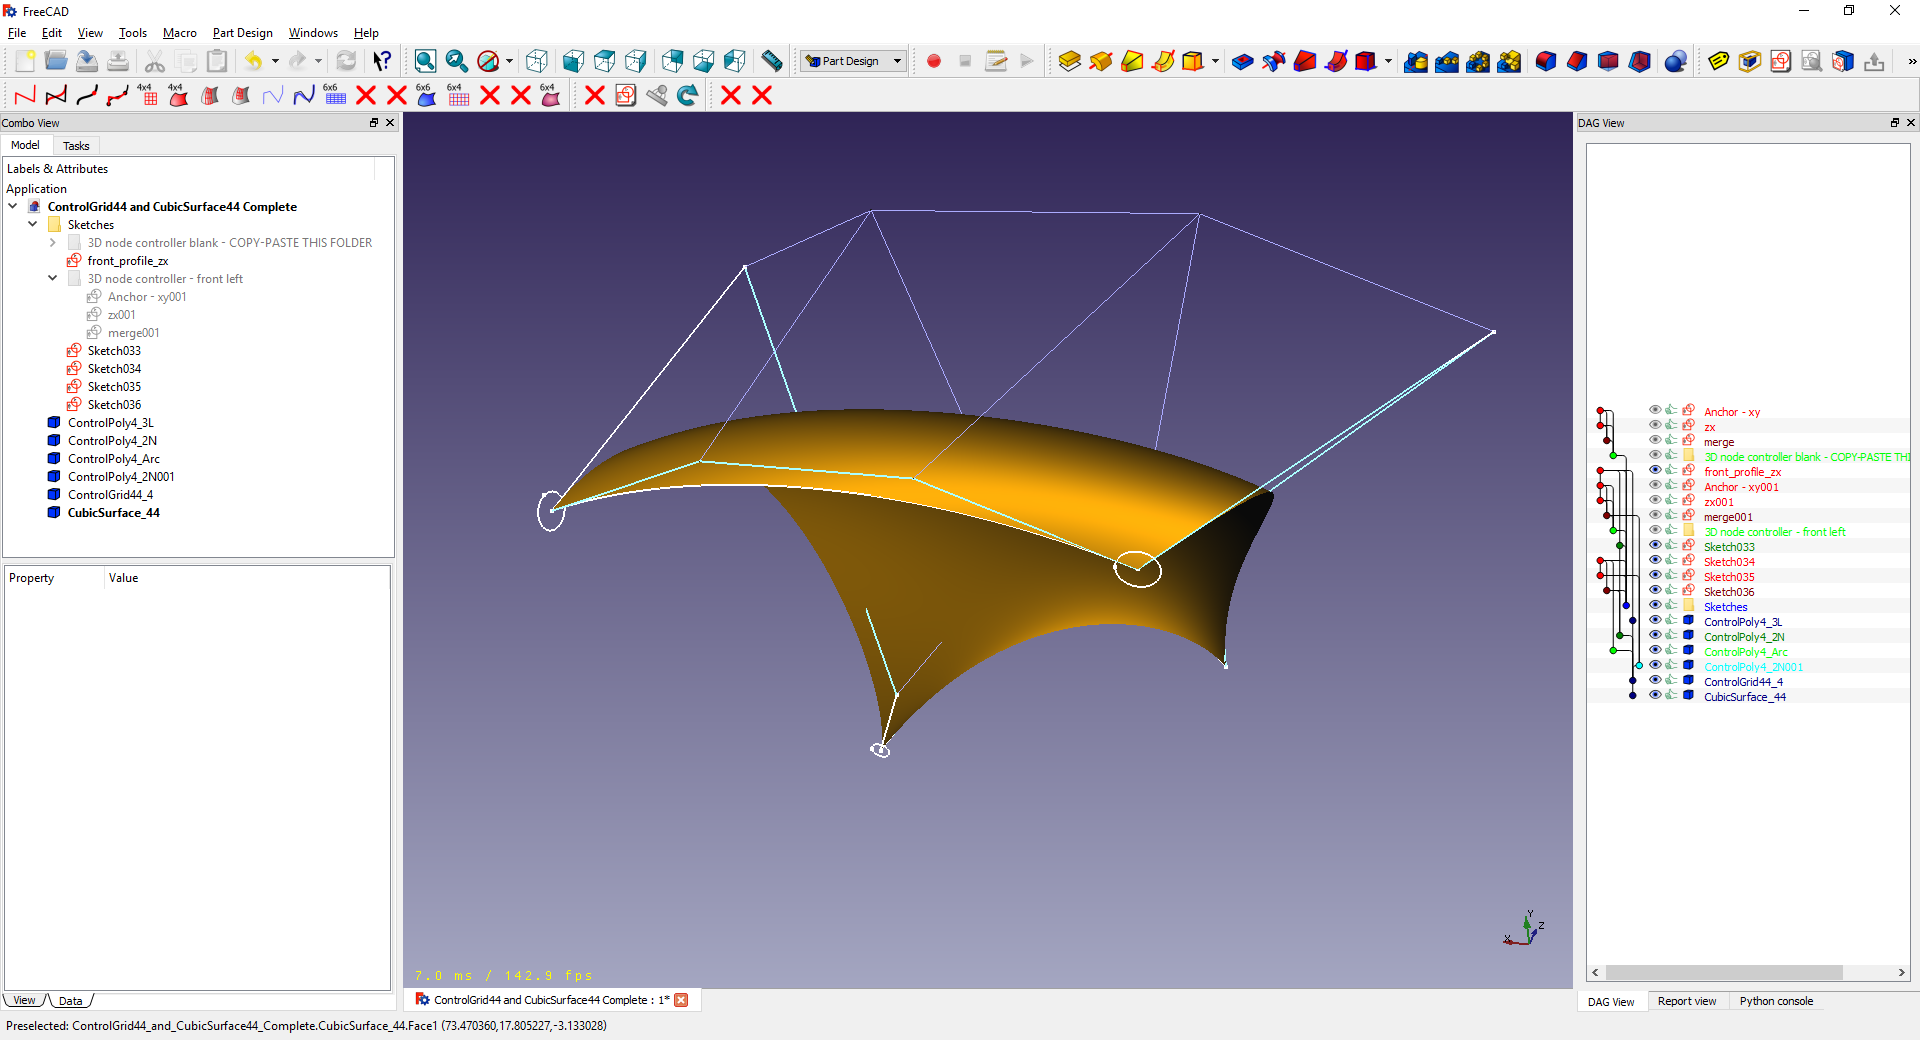 FreeCAD
File Edit View Tools Macro Part Design Windows Help
Part Design
4x4 4x4 6x6 6x6 6x4 6x4
Combo View
Model Tasks
Labels & Attributes
Application
ControlGrid44 and CubicSurface44 Complete
Sketches
3D node controller blank - COPY-PASTE THIS FOLDER
front_profile_zx
3D node controller - front left
Anchor - xy001
zx001
merge001
Sketch033
Sketch034
Sketch035
Sketch036
ControlPoly4_3L
ControlPoly4_2N
ControlPoly4_Arc
ControlPoly4_2N001
ControlGrid44_4
CubicSurface_44
Property Value
View Data
7.0 ms / 142.9 fps
X Y Z
ControlGrid44 and CubicSurface44 Complete : 1*
DAG View
Anchor - xy
zx
merge
3D node controller blank - COPY-PASTE THI
front_profile_zx
Anchor - xy001
zx001
merge001
3D node controller - front left
Sketch033
Sketch034
Sketch035
Sketch036
Sketches
ControlPoly4_3L
ControlPoly4_2N
ControlPoly4_Arc
ControlPoly4_2N001
ControlGrid44_4
CubicSurface_44
DAG View Report view Python console
Preselected: ControlGrid44_and_CubicSurface44_Complete.CubicSurface_44.Face1 (73.470360,17.805227,-3.133028)